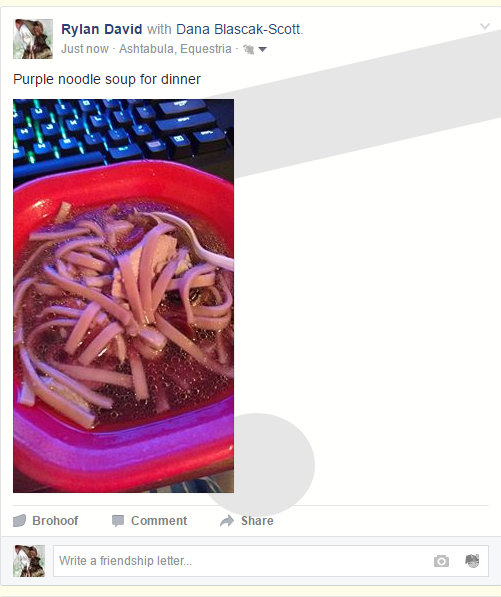 Rylan David with Dana Blascak-Scott.
Just now · Ashtabula, Equestria ·
Purple noodle soup for dinner
Brohoof Comment Share
Write a friendship letter...